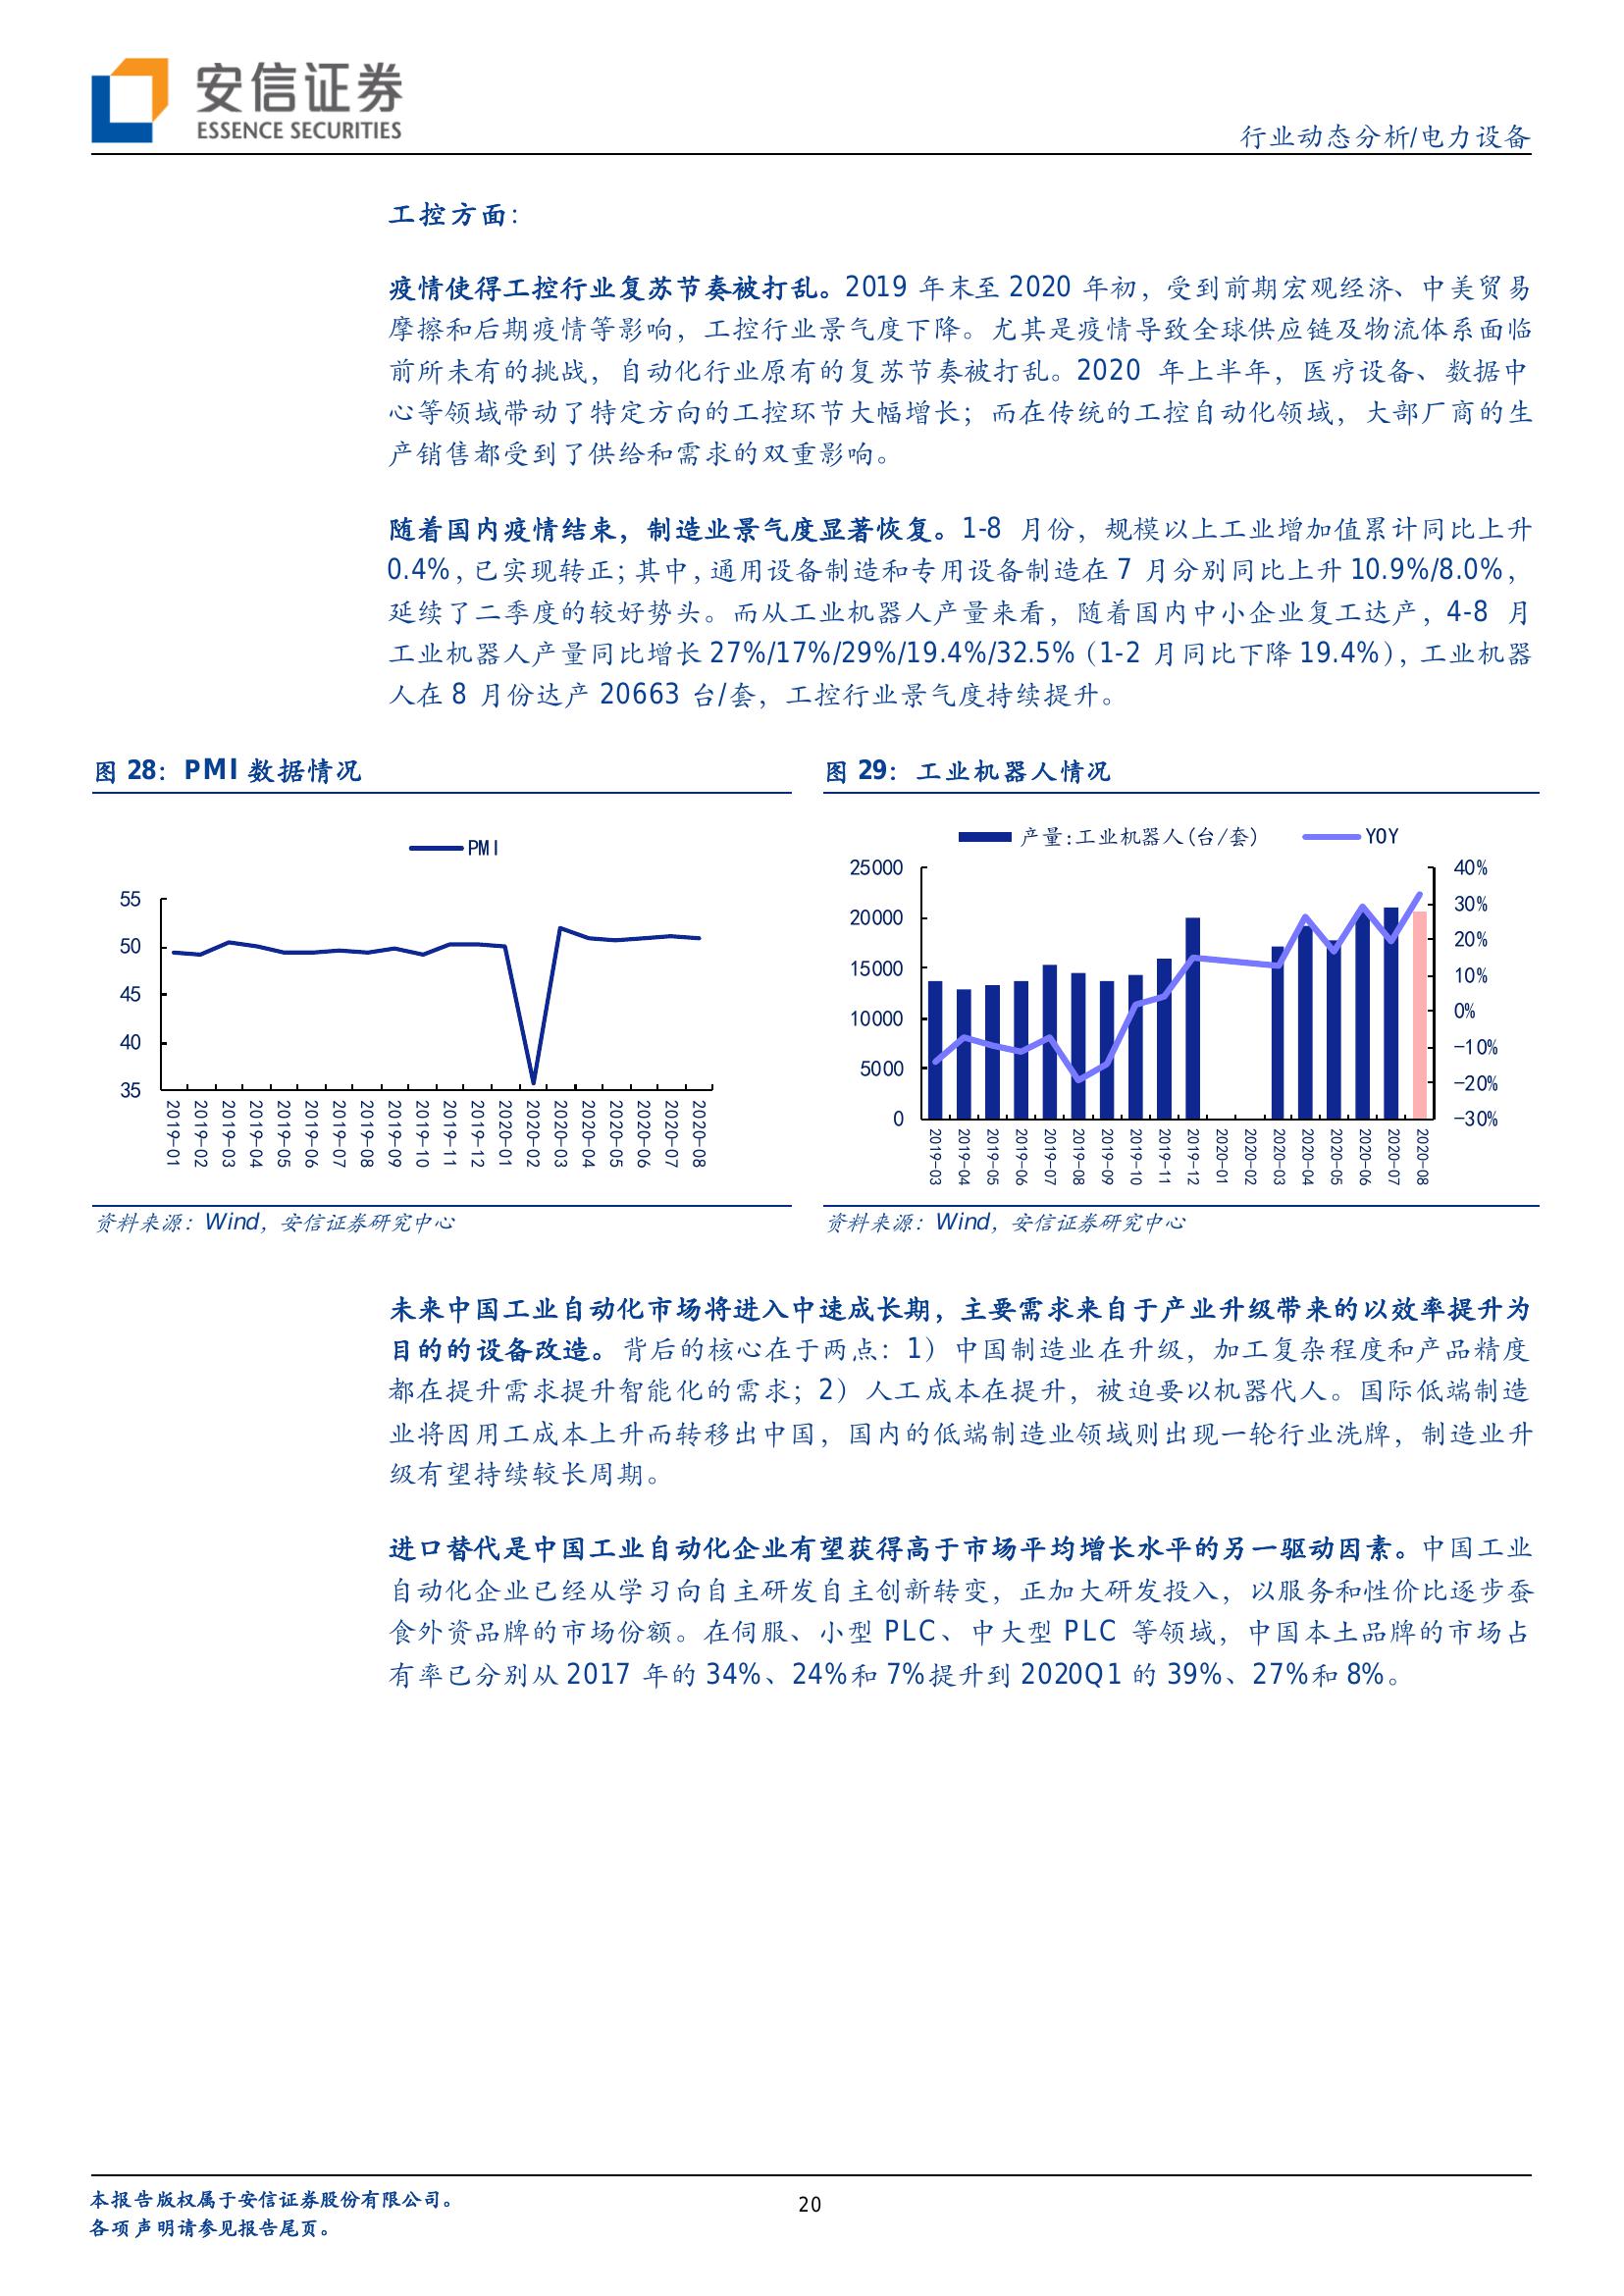 安信证券
ESSENCE SECURITIES
行业动态分析/电力设备
工控方面：
疫情使得工控行业复苏节奏被打乱。2019 年末至 2020 年初，受到前期宏观经济、中美贸易
摩擦和后期疫情等影响，工控行业景气度下降。尤其是疫情导致全球供应链及物流体系面临
前所未有的挑战，自动化行业原有的复苏节奏被打乱。2020 年上半年，医疗设备、数据中
心等领域带动了特定方向的工控环节大幅增长；而在传统的工控自动化领域，大部厂商的生
产销售都受到了供给和需求的双重影响。
随着国内疫情结束，制造业景气度显著恢复。1-8 月份，规模以上工业增加值累计同比上升
0.4%，已实现转正；其中，通用设备制造和专用设备制造在 7 月分别同比上升 10.9%/8.0%，
延续了二季度的较好势头。而从工业机器人产量来看，随着国内中小企业复工达产，4-8 月
工业机器人产量同比增长 27%/17%/29%/19.4%/32.5%（1-2 月同比下降 19.4%），工业机器
人在 8 月份达产 20663 台/套，工控行业景气度持续提升。
图 28：PMI 数据情况
PMI
55
50
45
40
35
2019-01
2019-02
2019-03
2019-04
2019-05
2019-06
2019-07
2019-08
2019-09
2019-10
2019-11
2019-12
2020-01
2020-02
2020-03
2020-04
2020-05
2020-06
2020-07
2020-08
资料来源：Wind，安信证券研究中心
图 29：工业机器人情况
产量:工业机器人(台/套)
YOY
25000
20000
15000
10000
5000
0
40%
30%
20%
10%
0%
-10%
-20%
-30%
2019-03
2019-04
2019-05
2019-06
2019-07
2019-08
2019-09
2019-10
2019-11
2019-12
2020-01
2020-02
2020-03
2020-04
2020-05
2020-06
2020-07
2020-08
资料来源：Wind，安信证券研究中心
未来中国工业自动化市场将进入中速成长期，主要需求来自于产业升级带来的以效率提升为
目的的设备改造。背后的核心在于两点：1）中国制造业在升级，加工复杂程度和产品精度
都在提升需求提升智能化的需求；2）人工成本在提升，被迫要以机器代人。国际低端制造
业将因用工成本上升而转移出中国，国内的低端制造业领域则出现一轮行业洗牌，制造业升
级有望持续较长周期。
进口替代是中国工业自动化企业有望获得高于市场平均增长水平的另一驱动因素。中国工业
自动化企业已经从学习向自主研发自主创新转变，正加大研发投入，以服务和性价比逐步蚕
食外资品牌的市场份额。在伺服、小型 PLC、中大型 PLC 等领域，中国本土品牌的市场占
有率已分别从 2017 年的 34%、24%和 7%提升到 2020Q1 的 39%、27%和 8%。
本报告版权属于安信证券股份有限公司。
各项声明请参见报告尾页。
20